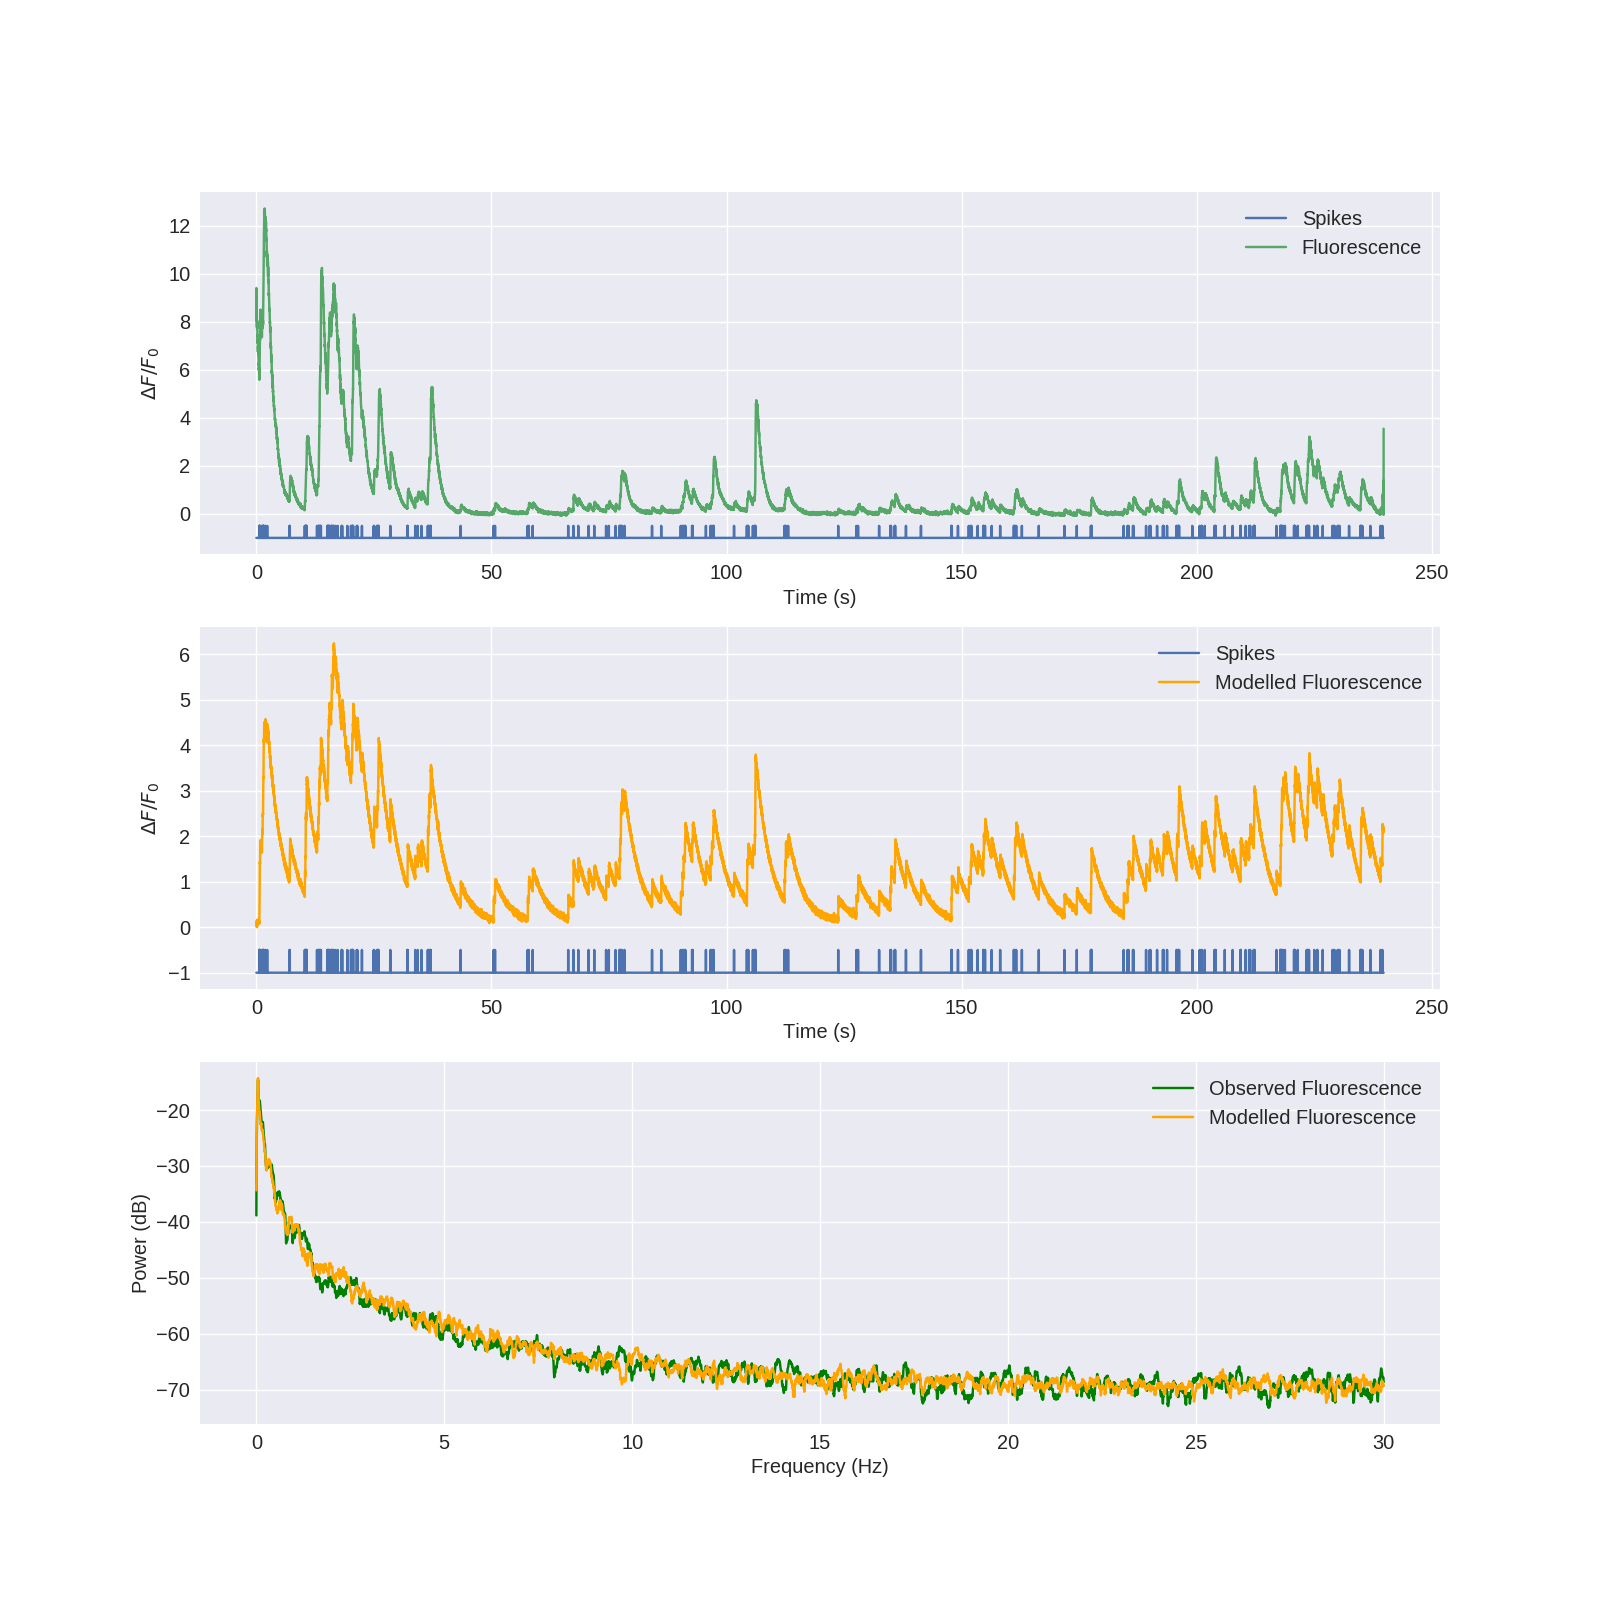 12
10
8
6
4
2
0
ΔF/F₀
Spikes
Fluorescence
0 50 100 150 200 250
Time (s)
6
5
4
3
2
1
0
−1
ΔF/F₀
Spikes
Modelled Fluorescence
0 50 100 150 200 250
Time (s)
−20
−30
−40
−50
−60
−70
Power (dB)
Observed Fluorescence
Modelled Fluorescence
0 5 10 15 20 25 30
Frequency (Hz)